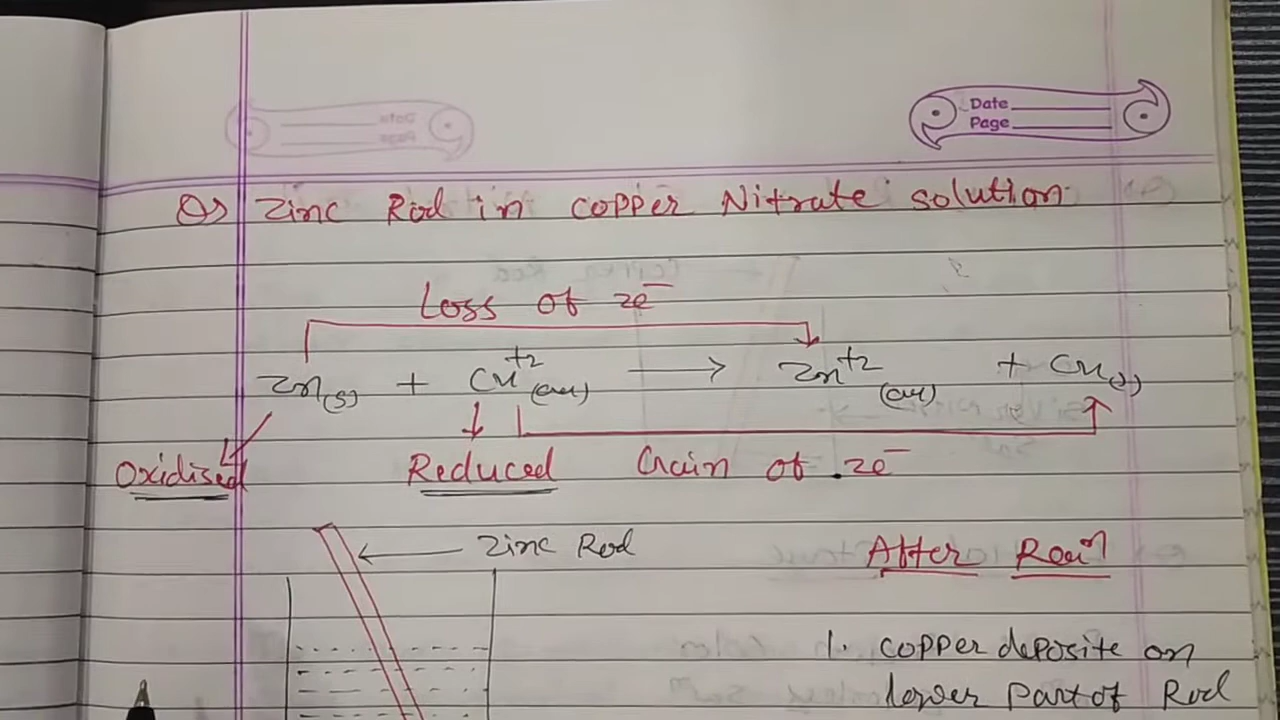 Date
Page
Q> Zinc Rod in copper Nitrate solution
Loss of 2e⁻
Zn(s) + Cu⁺²(aq) → Zn⁺²(aq) + Cu(s)
Oxidised Reduced Gain of 2e⁻
Zinc Rod
After Reaⁿ
1. copper deposite on
lower part of Rod